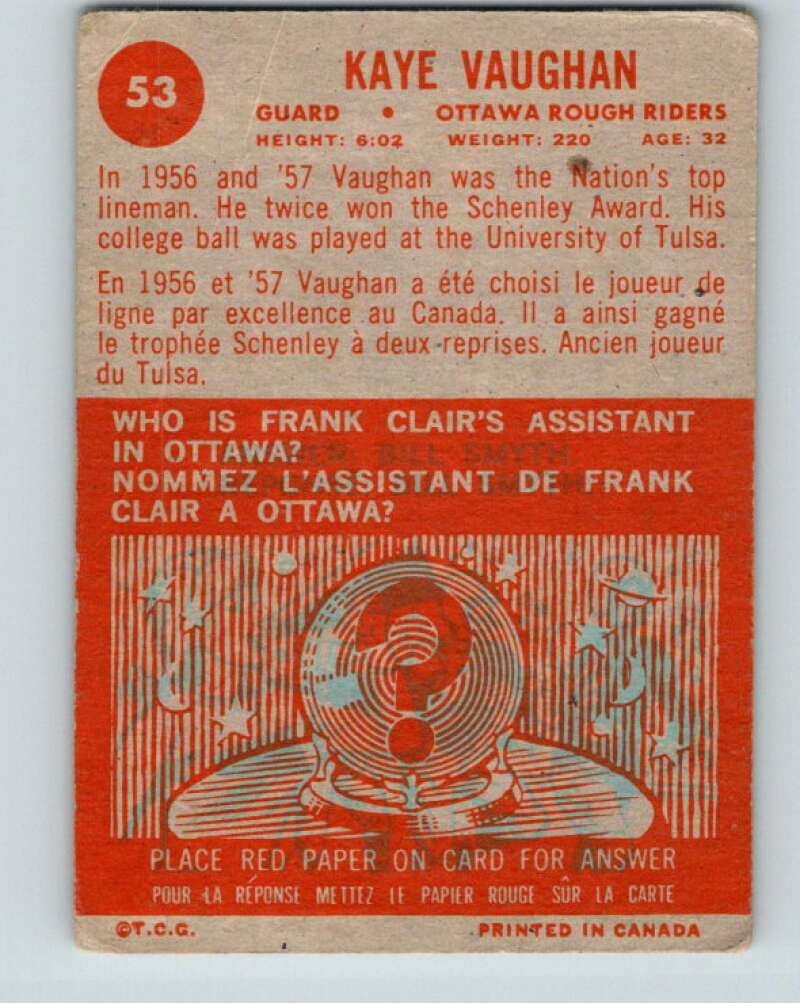 53
KAYE VAUGHAN
GUARD • OTTAWA ROUGH RIDERS
HEIGHT: 6:02 WEIGHT: 220 AGE: 32
In 1956 and '57 Vaughan was the Nation's top
lineman. He twice won the Schenley Award. His
college ball was played at the University of Tulsa.
En 1956 et '57 Vaughan a été choisi le joueur de
ligne par excellence au Canada. Il a ainsi gagné
le trophée Schenley à deux reprises. Ancien joueur
du Tulsa.
WHO IS FRANK CLAIR'S ASSISTANT
IN OTTAWA?
BILL SMYTH
NOMMEZ L'ASSISTANT DE FRANK
CLAIR A OTTAWA?
?
PLACE RED PAPER ON CARD FOR ANSWER
POUR LA RÉPONSE METTEZ LE PAPIER ROUGE SÛR LA CARTE
©T.C.G. PRINTED IN CANADA